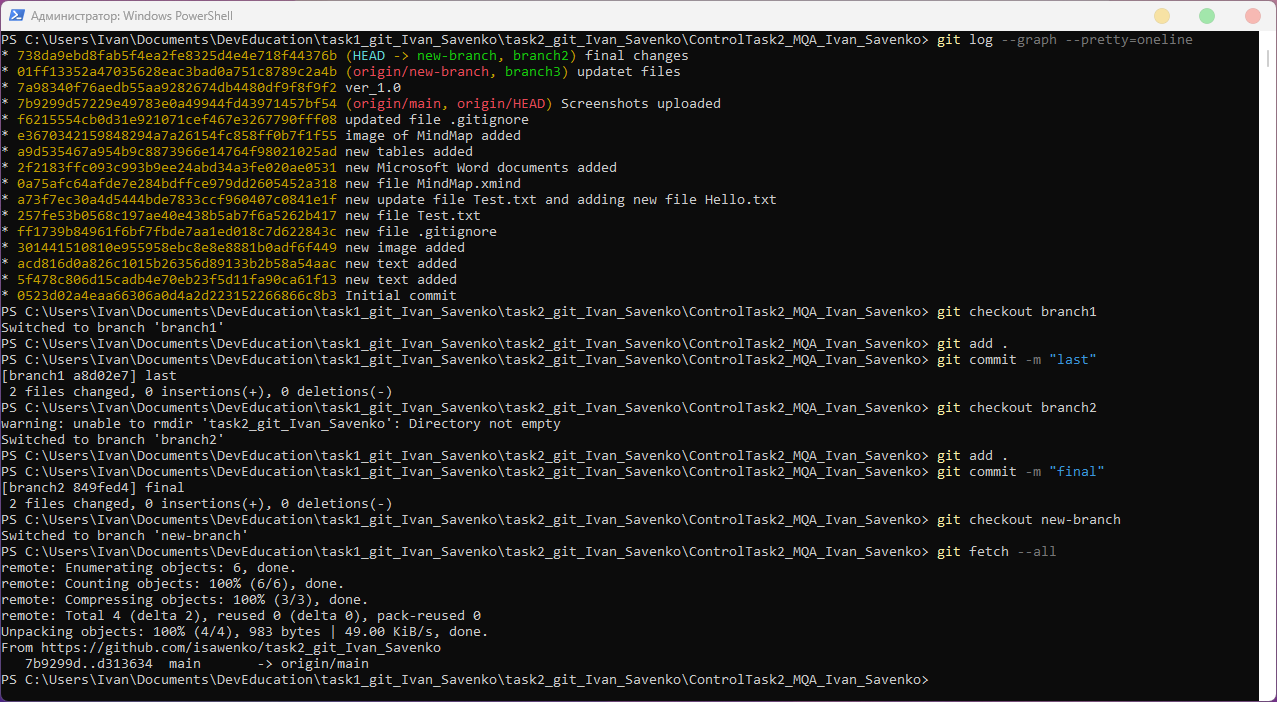 Администратор: Windows PowerShell
PS C:\Users\Ivan\Documents\DevEducation\task1_git_Ivan_Savenko\task2_git_Ivan_Savenko\ControlTask2_MQA_Ivan_Savenko> git log --graph --pretty=oneline
* 738da9ebd8fab5f4ea2fe8325d4e4e718f44376b (HEAD -> new-branch, branch2) final changes
* 01ff13352a47035628eac3bad0a751c8789c2a4b (origin/new-branch, branch3) updatet files
* 7a98340f76aedb55aa9282674db4480df9f8f9f2 ver_1.0
* 7b9299d57229e49783e0a49944fd43971457bf54 (origin/main, origin/HEAD) Screenshots uploaded
* f6215554cb0d31e921071cef467e3267790fff08 updated file .gitignore
* e3670342159848294a7a26154fc858ff0b7f1f55 image of MindMap added
* a9d535467a954b9c8873966e14764f98021025ad new tables added
* 2f2183ffc093c993b9ee24abd34a3fe020ae0531 new Microsoft Word documents added
* 0a75afc64afde7e284bdffce979dd2605452a318 new file MindMap.xmind
* a73f7ec30a4d5444bde7833ccf960407c0841e1f new update file Test.txt and adding new file Hello.txt
* 257fe53b0568c197ae40e438b5ab7f6a5262b417 new file Test.txt
* ff1739b84961f6bf7fbde7aa1ed018c7d622843c new file .gitignore
* 301441510810e955958ebc8e8e8881b0adf6f449 new image added
* acd816d0a826c1015b26356d89133b2b58a54aac new text added
* 5f478c806d15cadb4e70eb23f5d11fa90ca61f13 new text added
* 0523d02a4eaa66306a0d4a2d223152266866c8b3 Initial commit
PS C:\Users\Ivan\Documents\DevEducation\task1_git_Ivan_Savenko\task2_git_Ivan_Savenko\ControlTask2_MQA_Ivan_Savenko> git checkout branch1
Switched to branch 'branch1'
PS C:\Users\Ivan\Documents\DevEducation\task1_git_Ivan_Savenko\task2_git_Ivan_Savenko\ControlTask2_MQA_Ivan_Savenko> git add .
PS C:\Users\Ivan\Documents\DevEducation\task1_git_Ivan_Savenko\task2_git_Ivan_Savenko\ControlTask2_MQA_Ivan_Savenko> git commit -m "last"
[branch1 a8d02e7] last
 2 files changed, 0 insertions(+), 0 deletions(-)
PS C:\Users\Ivan\Documents\DevEducation\task1_git_Ivan_Savenko\task2_git_Ivan_Savenko\ControlTask2_MQA_Ivan_Savenko> git checkout branch2
warning: unable to rmdir 'task2_git_Ivan_Savenko': Directory not empty
Switched to branch 'branch2'
PS C:\Users\Ivan\Documents\DevEducation\task1_git_Ivan_Savenko\task2_git_Ivan_Savenko\ControlTask2_MQA_Ivan_Savenko> git add .
PS C:\Users\Ivan\Documents\DevEducation\task1_git_Ivan_Savenko\task2_git_Ivan_Savenko\ControlTask2_MQA_Ivan_Savenko> git commit -m "final"
[branch2 849fed4] final
 2 files changed, 0 insertions(+), 0 deletions(-)
PS C:\Users\Ivan\Documents\DevEducation\task1_git_Ivan_Savenko\task2_git_Ivan_Savenko\ControlTask2_MQA_Ivan_Savenko> git checkout new-branch
Switched to branch 'new-branch'
PS C:\Users\Ivan\Documents\DevEducation\task1_git_Ivan_Savenko\task2_git_Ivan_Savenko\ControlTask2_MQA_Ivan_Savenko> git fetch --all
remote: Enumerating objects: 6, done.
remote: Counting objects: 100% (6/6), done.
remote: Compressing objects: 100% (3/3), done.
remote: Total 4 (delta 2), reused 0 (delta 0), pack-reused 0
Unpacking objects: 100% (4/4), 983 bytes | 49.00 KiB/s, done.
From https://github.com/isawenko/task2_git_Ivan_Savenko
   7b9299d..d313634  main       -> origin/main
PS C:\Users\Ivan\Documents\DevEducation\task1_git_Ivan_Savenko\task2_git_Ivan_Savenko\ControlTask2_MQA_Ivan_Savenko>